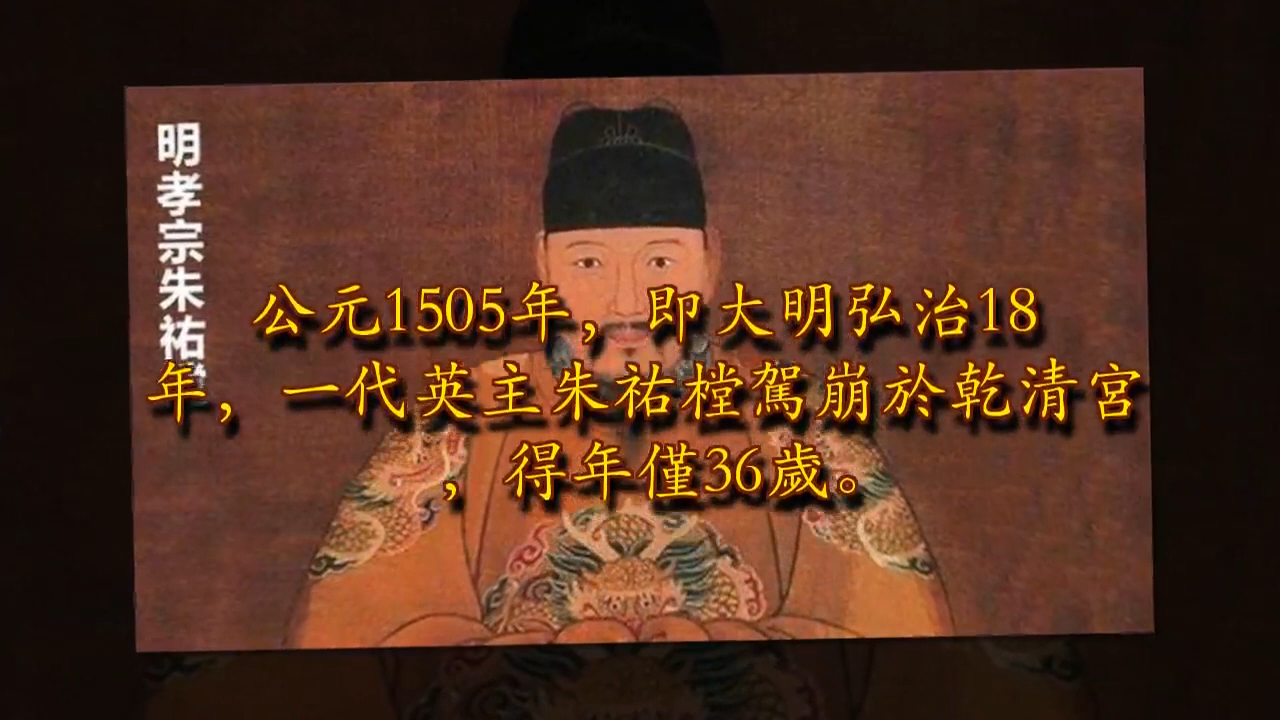 明孝宗朱祐
公元1505年，即大明弘治18
年，一代英主朱祐樘駕崩於乾清宮
，得年僅36歲。